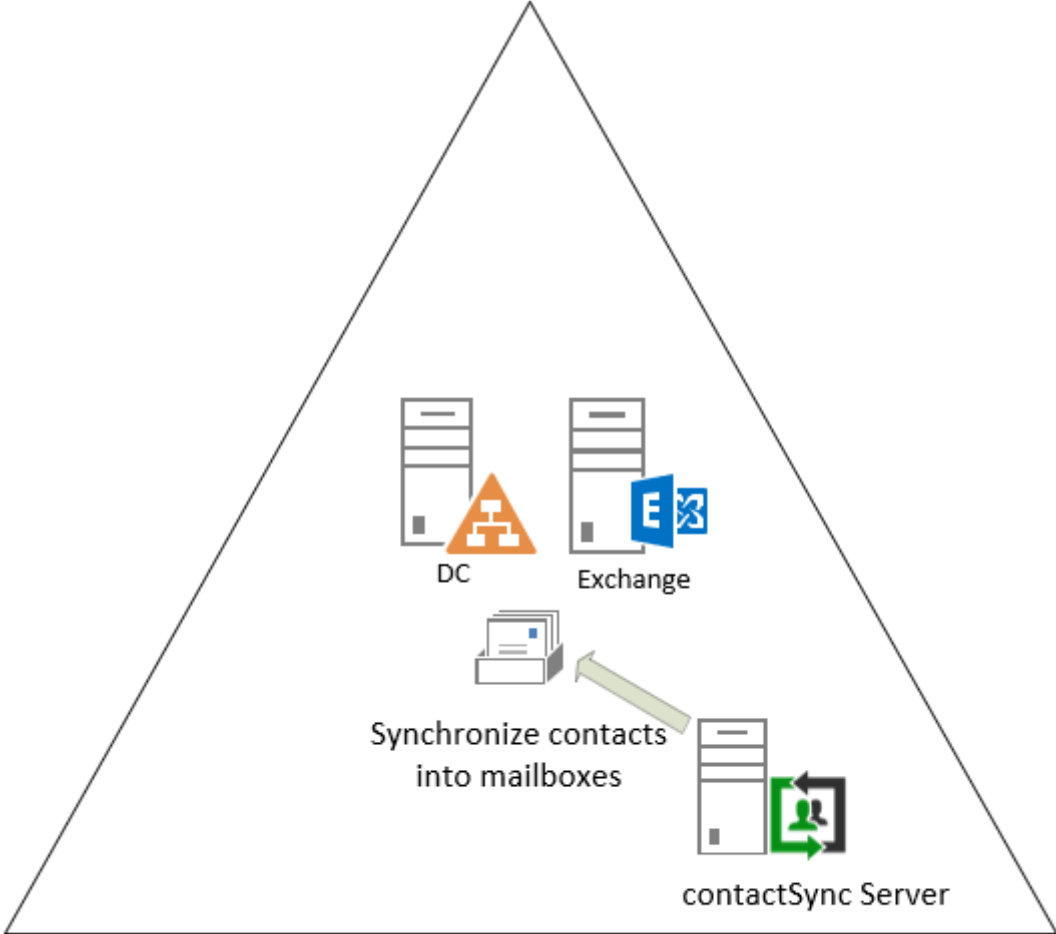 DC
Exchange
E
Synchronize contacts
into mailboxes
contactSync Server